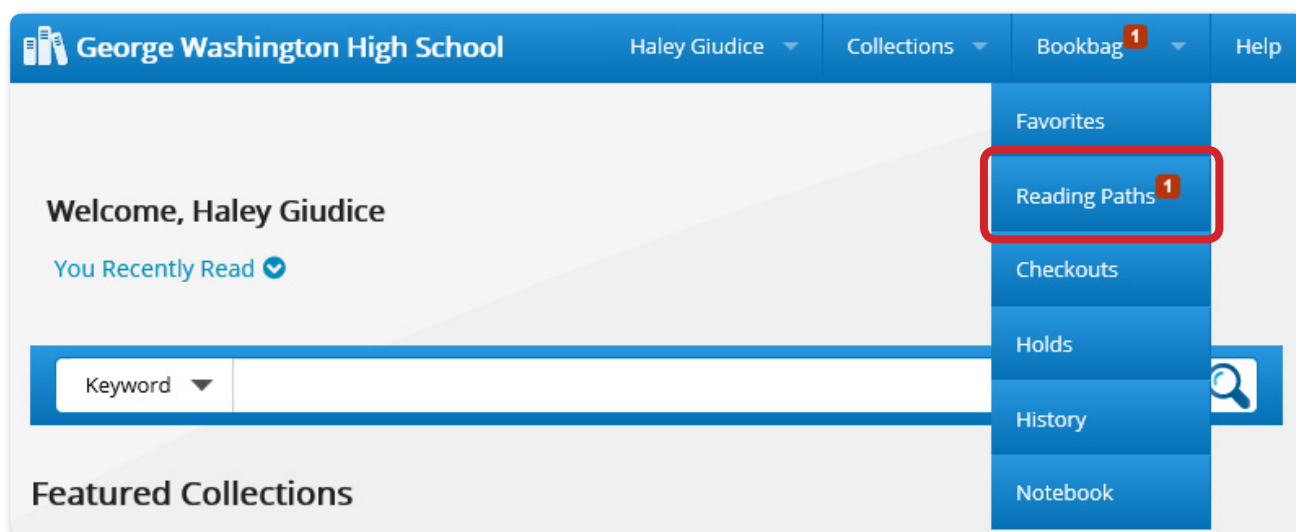 George Washington High School
Haley Giudice
Collections
Bookbag 1
Help
Favorites
Reading Paths 1
Checkouts
Holds
History
Notebook
Welcome, Haley Giudice
You Recently Read
Keyword
Featured Collections